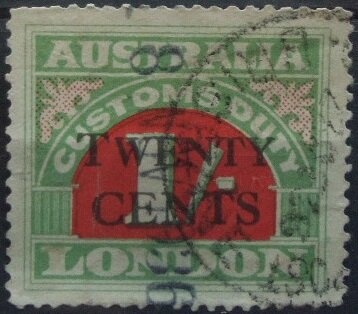 AUSTRALIA
CUSTOMS DUTY
1/-
TWENTY
CENTS
LONDON